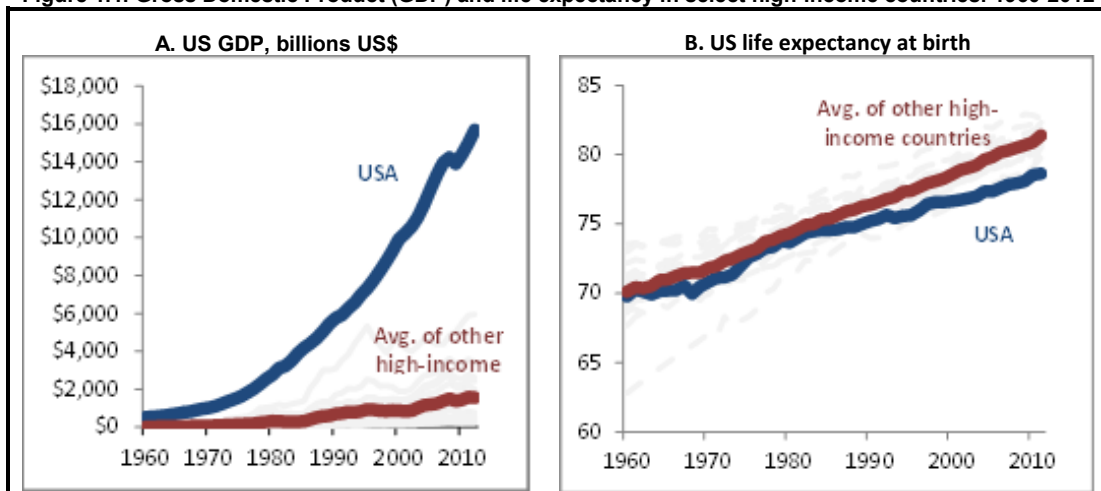 A. US GDP, billions US$
$18,000
$16,000
$14,000
$12,000
$10,000
$8,000
$6,000
$4,000
$2,000
$0
USA
Avg. of other
high-income
1960 1970 1980 1990 2000 2010
B. US life expectancy at birth
85
80
75
70
65
60
Avg. of other high-
income countries
USA
1960 1970 1980 1990 2000 2010